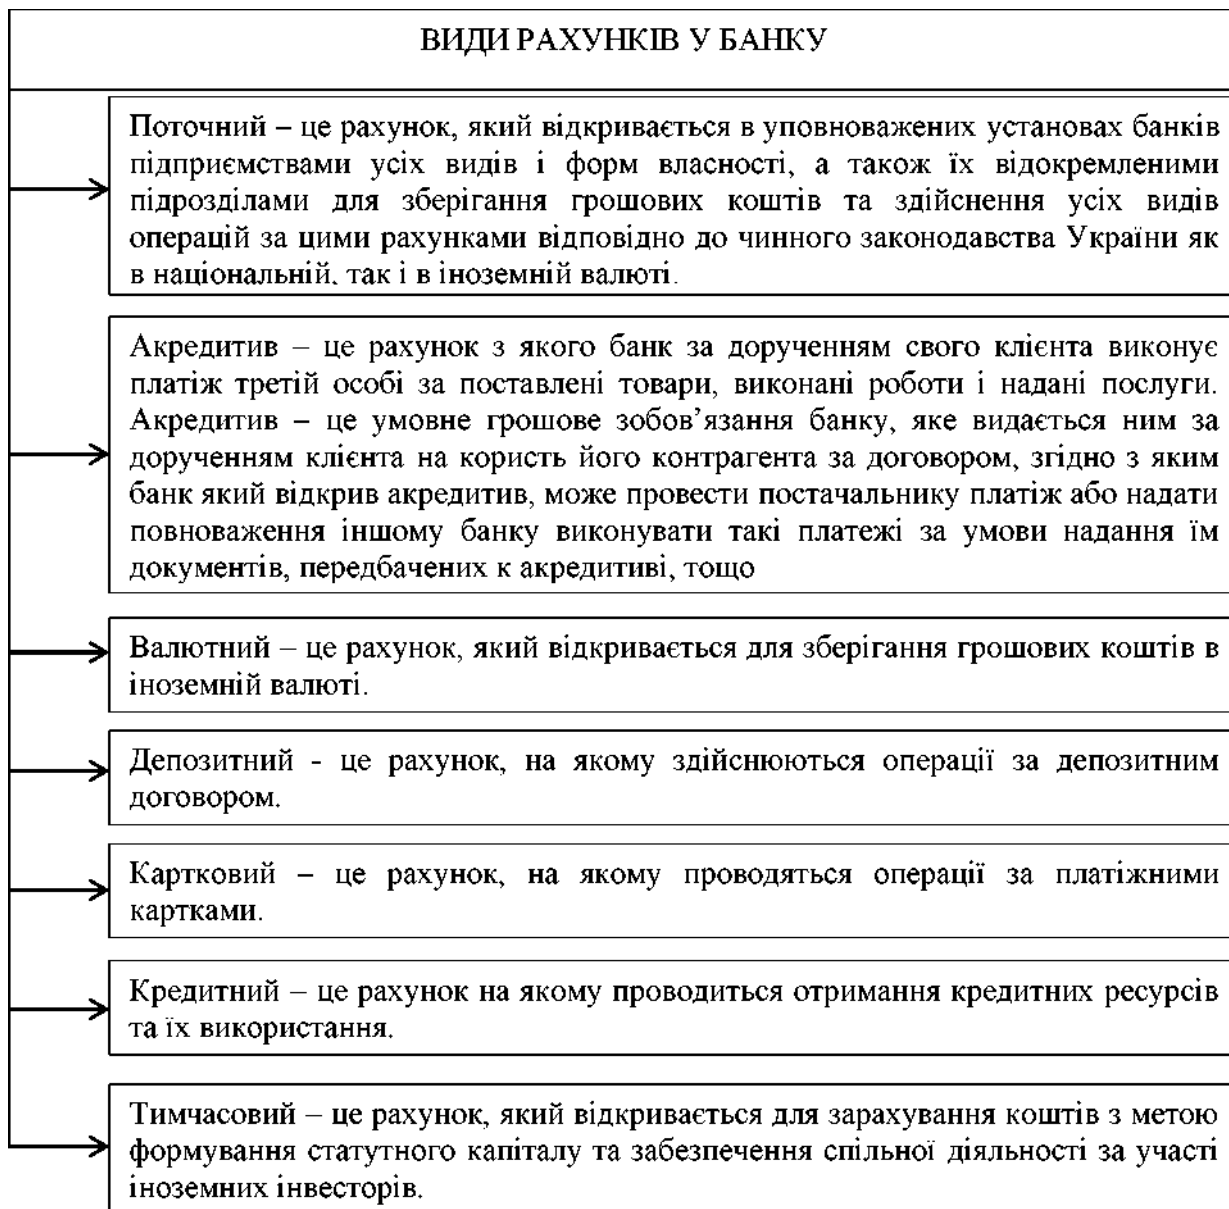 ВИДИ РАХУНКІВ У БАНКУ
Поточний – це рахунок, який відкривається в уповноважених установах банків
підприємствами усіх видів і форм власності, а також їх відокремленими
підрозділами для зберігання грошових коштів та здійснення усіх видів
операцій за цими рахунками відповідно до чинного законодавства України як
в національній, так і в іноземній валюті.
Акредитив – це рахунок з якого банк за дорученням свого клієнта виконує
платіж третій особі за поставлені товари, виконані роботи і надані послуги.
Акредитив – це умовне грошове зобов’язання банку, яке видається ним за
дорученням клієнта на користь його контрагента за договором, згідно з яким
банк який відкрив акредитив, може провести постачальнику платіж або надати
повноваження іншому банку виконувати такі платежі за умови надання їм
документів, передбачених к акредитиві, тощо
Валютний – це рахунок, який відкривається для зберігання грошових коштів в
іноземній валюті.
Депозитний - це рахунок, на якому здійснюються операції за депозитним
договором.
Картковий – це рахунок, на якому проводяться операції за платіжними
картками.
Кредитний – це рахунок на якому проводиться отримання кредитних ресурсів
та їх використання.
Тимчасовий – це рахунок, який відкривається для зарахування коштів з метою
формування статутного капіталу та забезпечення спільної діяльності за участі
іноземних інвесторів.